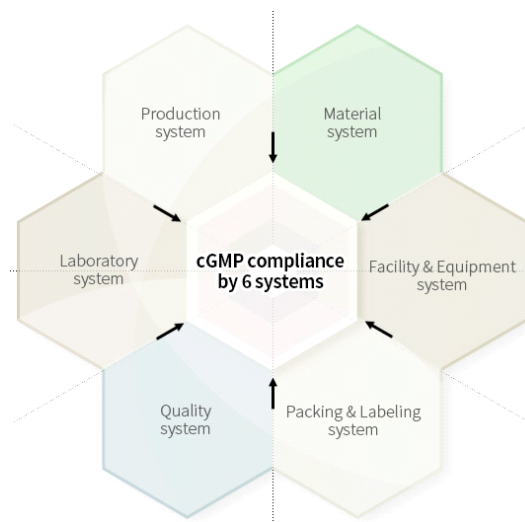 Production
system
Material
system
Laboratory
system
cGMP compliance
by 6 systems
Facility & Equipment
system
Quality
system
Packing & Labeling
system